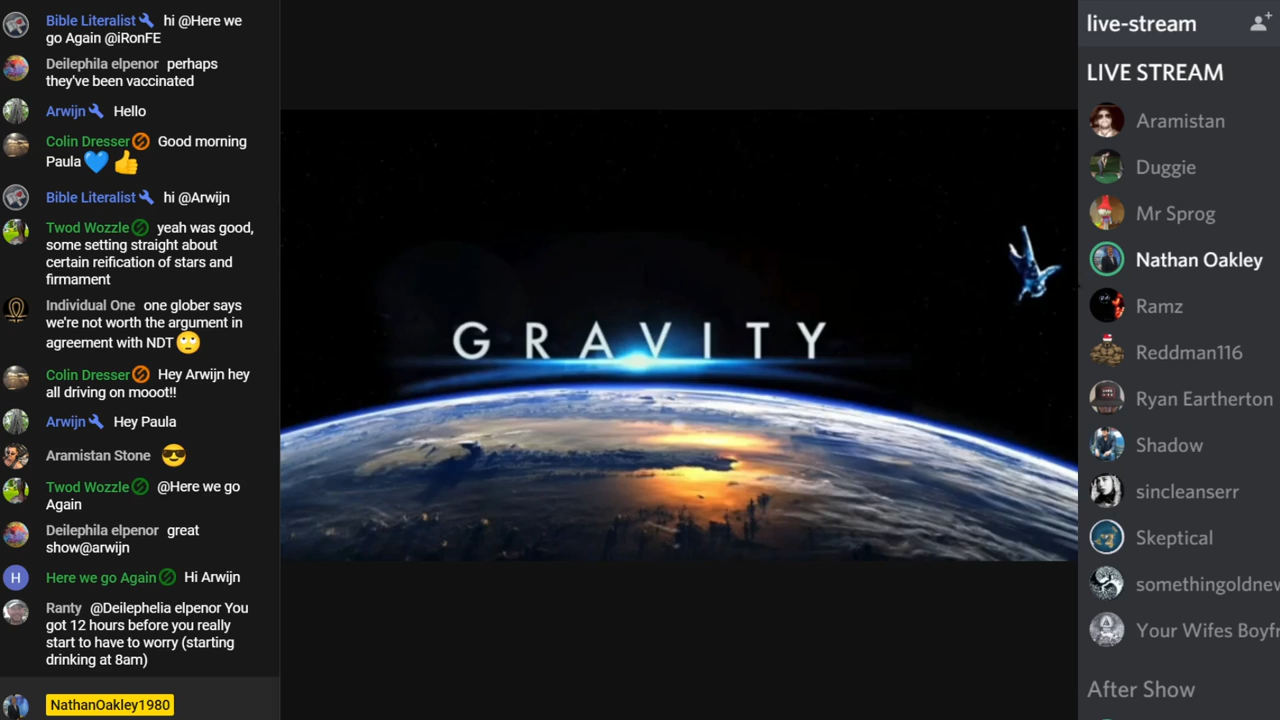 Bible Literalist hi @Here we
go Again @iRonFE
Deilephila elpenor perhaps
they've been vaccinated
Arwijn Hello
Colin Dresser Good morning
Paula
Bible Literalist hi @Arwijn
Twod Wozzle yeah was good,
some setting straight about
certain reification of stars and
firmament
Individual One one glober says
we're not worth the argument in
agreement with NDT
Colin Dresser Hey Arwijn hey
all driving on mooot!!
Arwijn Hey Paula
Aramistan Stone
Twod Wozzle @Here we go
Again
Deilephila elpenor great
show@arwijn
H
Here we go Again Hi Arwijn
Ranty @Deilephelia elpenor You
got 12 hours before you really
start to have to worry (starting
drinking at 8am)
NathanOakley1980
GRAVITY
live-stream
LIVE STREAM
Aramistan
Duggie
Mr Sprog
Nathan Oakley
Ramz
Reddman116
Ryan Eartherton
Shadow
sincleanserr
Skeptical
somethingoldnew
Your Wifes Boyfr
After Show